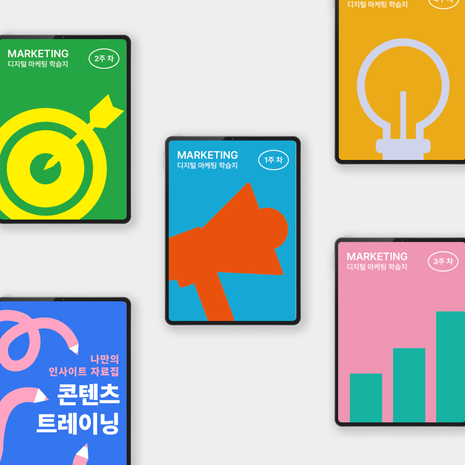 MARKETING
디지털 마케팅 학습지
2주 차
디지털 마케팅 학습지
MARKETING
디지털 마케팅 학습지
1주 차
MARKETING
디지털 마케팅 학습지
3주 차
나만의
인사이트 자료집
콘텐츠
트레이닝